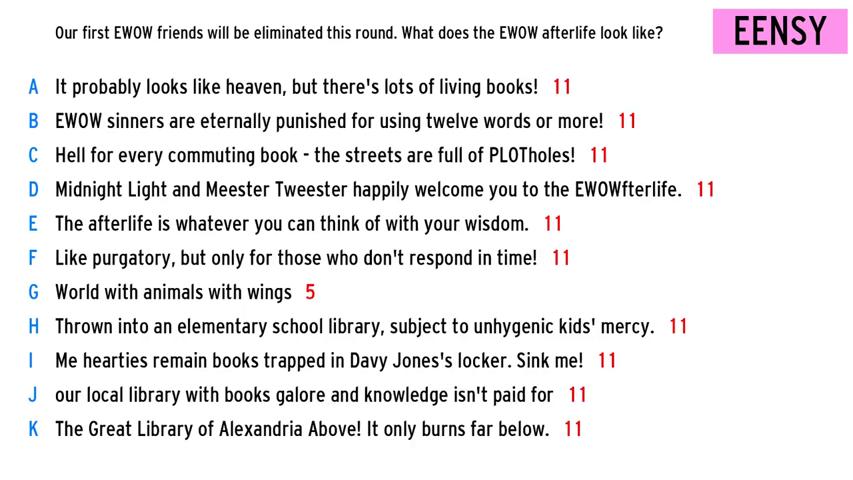 Our first EWOW friends will be eliminated this round. What does the EWOW afterlife look like?
EENSY
A It probably looks like heaven, but there's lots of living books! 11
B EWOW sinners are eternally punished for using twelve words or more! 11
C Hell for every commuting book - the streets are full of PLOTholes! 11
D Midnight Light and Meester Tweester happily welcome you to the EWOWfterlife. 11
E The afterlife is whatever you can think of with your wisdom. 11
F Like purgatory, but only for those who don't respond in time! 11
G World with animals with wings 5
H Thrown into an elementary school library, subject to unhygenic kids' mercy. 11
I Me hearties remain books trapped in Davy Jones's locker. Sink me! 11
J our local library with books galore and knowledge isn't paid for 11
K The Great Library of Alexandria Above! It only burns far below. 11